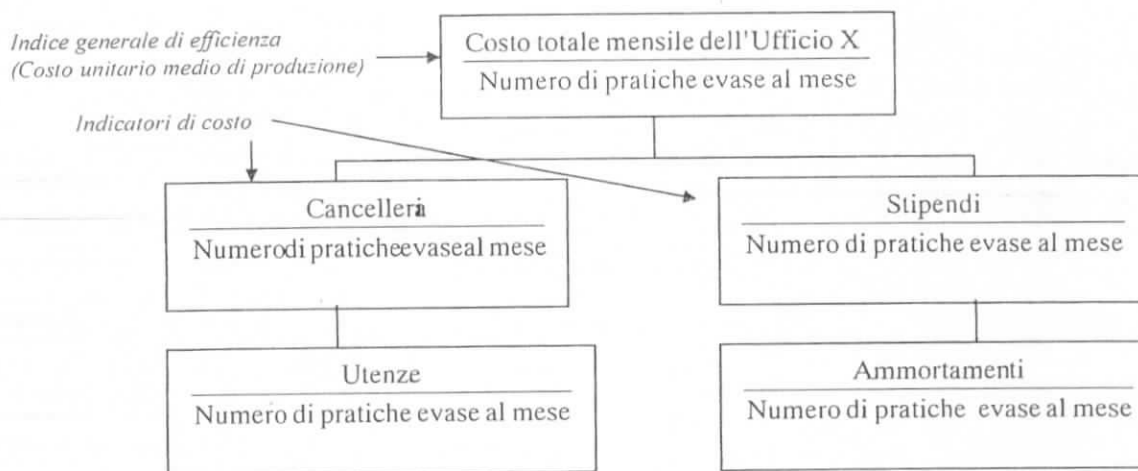 Indice generale di efficienza
(Costo unitario medio di produzione)
Costo totale mensile dell'Ufficio X
Numero di pratiche evase al mese
Indicatori di costo
Cancelleria
Numerodi praticheevaseal mese
Stipendi
Numero di pratiche evase al mese
Utenze
Numero di pratiche evase al mese
Ammortamenti
Numero di pratiche evase al mese